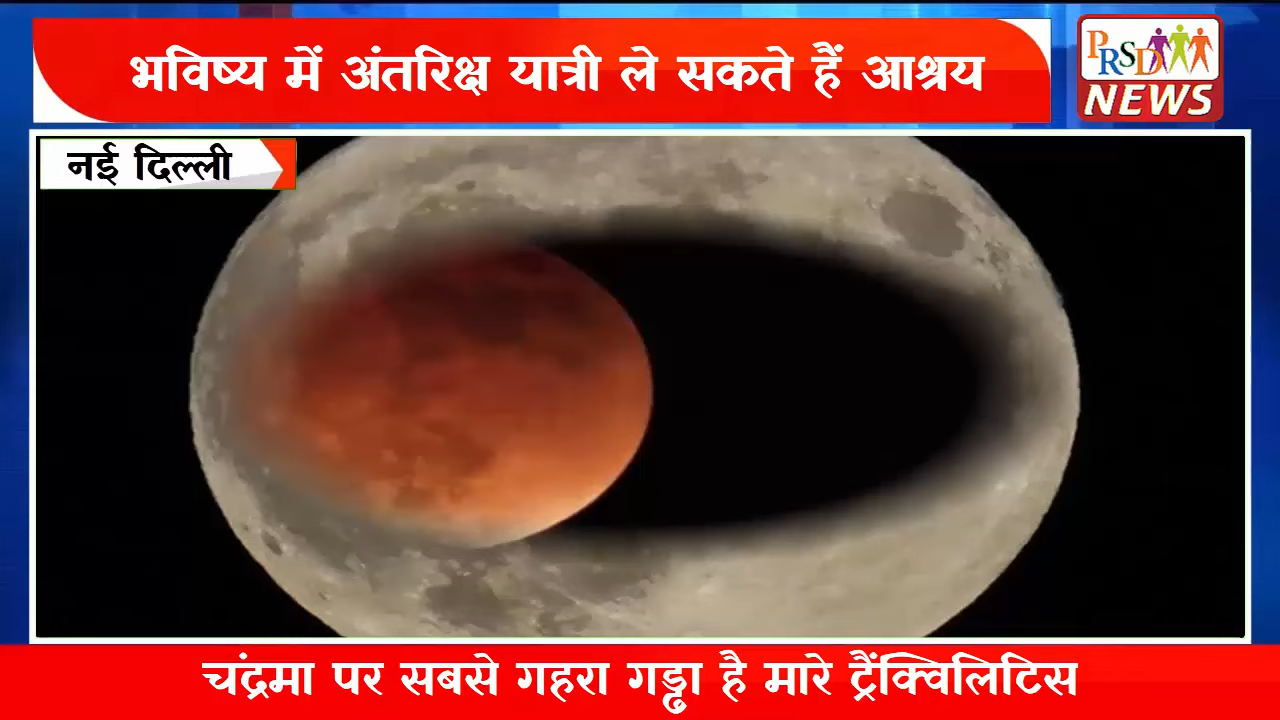 भविष्य में अंतरिक्ष यात्री ले सकते हैं आश्रय
PRSD
NEWS
नई दिल्ली
चंद्रमा पर सबसे गहरा गड्ढा है मारे ट्रैंक्विलिटिस